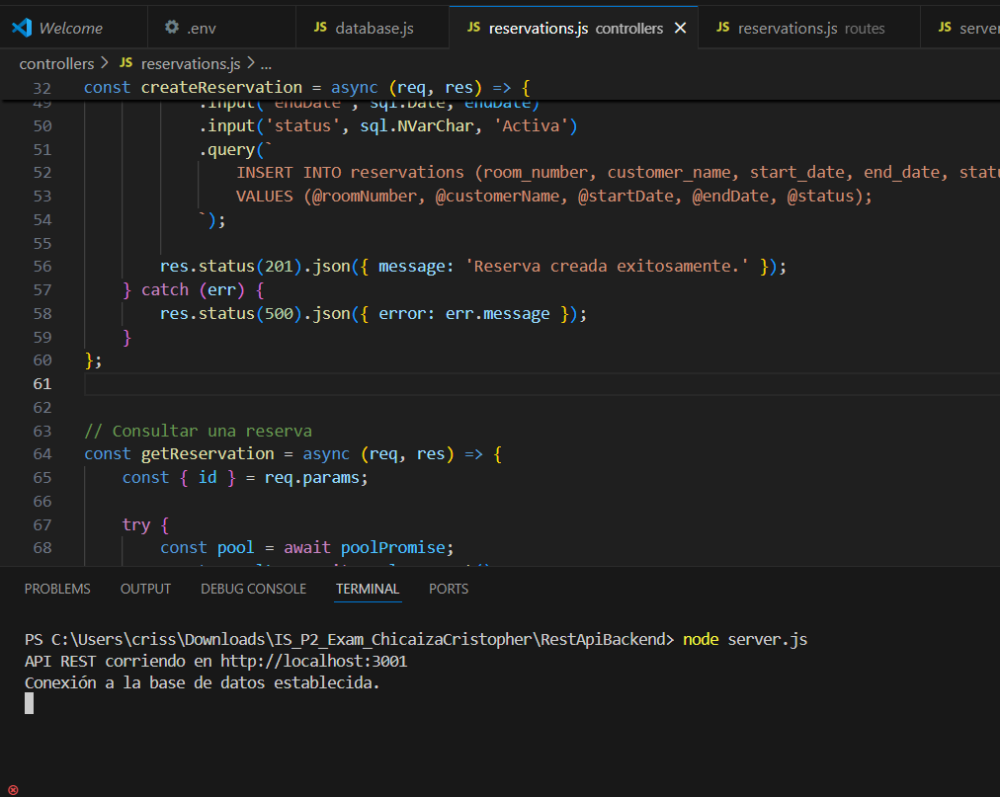 Welcome .env JS database.js JS reservations.js controllers JS reservations.js routes JS server
controllers > JS reservations.js > ...
32 const createReservation = async (req, res) => {
49 .input('endDate', sql.Date, endDate)
50 .input('status', sql.NVarChar, 'Activa')
51 .query(`
52 INSERT INTO reservations (room_number, customer_name, start_date, end_date, statu
53 VALUES (@roomNumber, @customerName, @startDate, @endDate, @status);
54 `);
55
56 res.status(201).json({ message: 'Reserva creada exitosamente.' });
57 } catch (err) {
58 res.status(500).json({ error: err.message });
59 }
60 };
61
62
63 // Consultar una reserva
64 const getReservation = async (req, res) => {
65 const { id } = req.params;
66
67 try {
68 const pool = await poolPromise;
PROBLEMS OUTPUT DEBUG CONSOLE TERMINAL PORTS
PS C:\Users\criss\Downloads\IS_P2_Exam_ChicaizaCristopher\RestApiBackend> node server.js
API REST corriendo en http://localhost:3001
Conexión a la base de datos establecida.